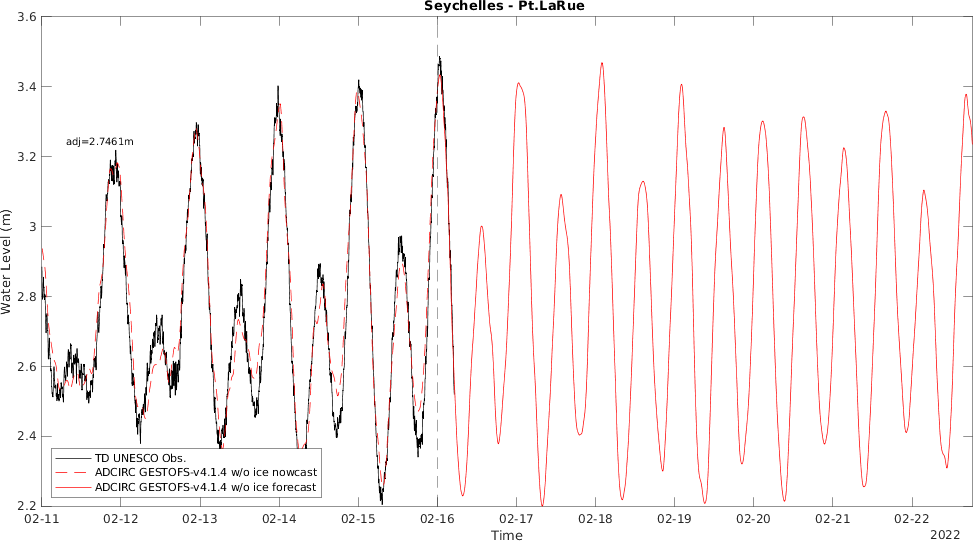 Seychelles - Pt.LaRue
Water Level (m)
3.6
3.4
3.2
3
2.8
2.6
2.4
2.2
adj=2.7461m
TD UNESCO Obs.
ADCIRC GESTOFS-v4.1.4 w/o ice nowcast
ADCIRC GESTOFS-v4.1.4 w/o ice forecast
02-11 02-12 02-13 02-14 02-15 02-16 02-17 02-18 02-19 02-20 02-21 02-22
Time
2022